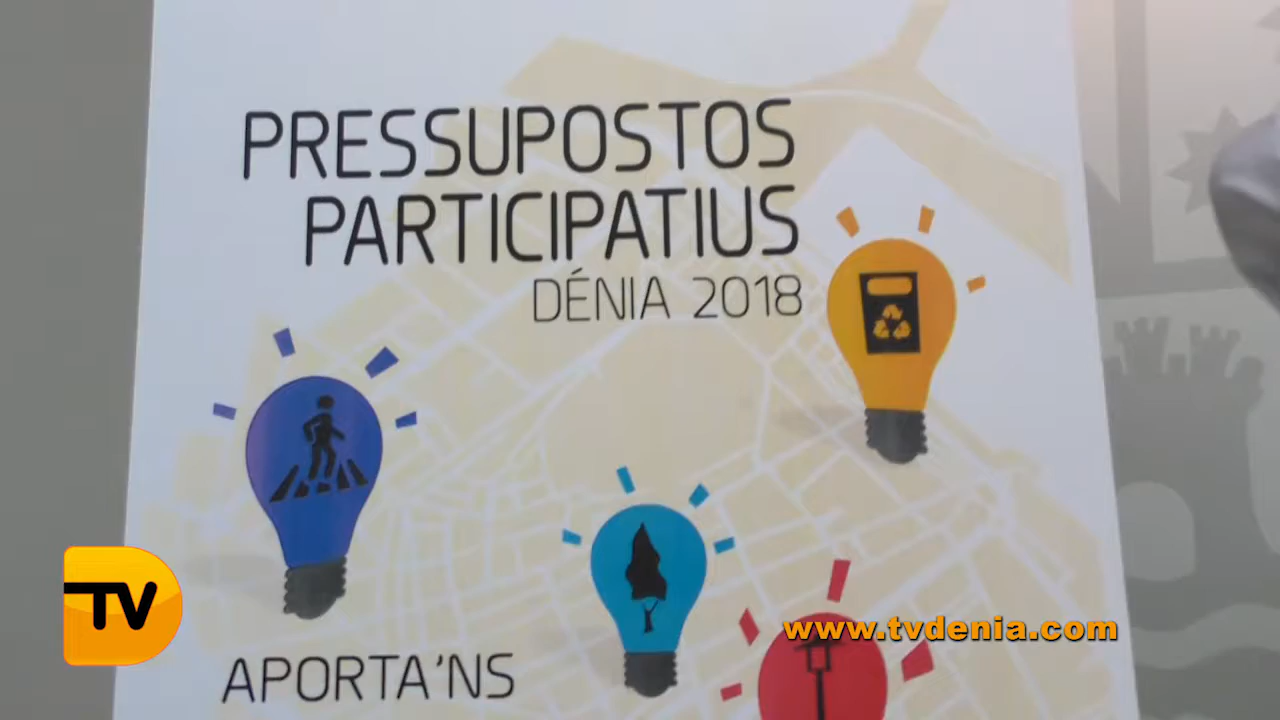 PRESSUPOSTOS
PARTICIPATIUS
DÉNIA 2018
APORTA'NS
TV
www.tvdenia.com